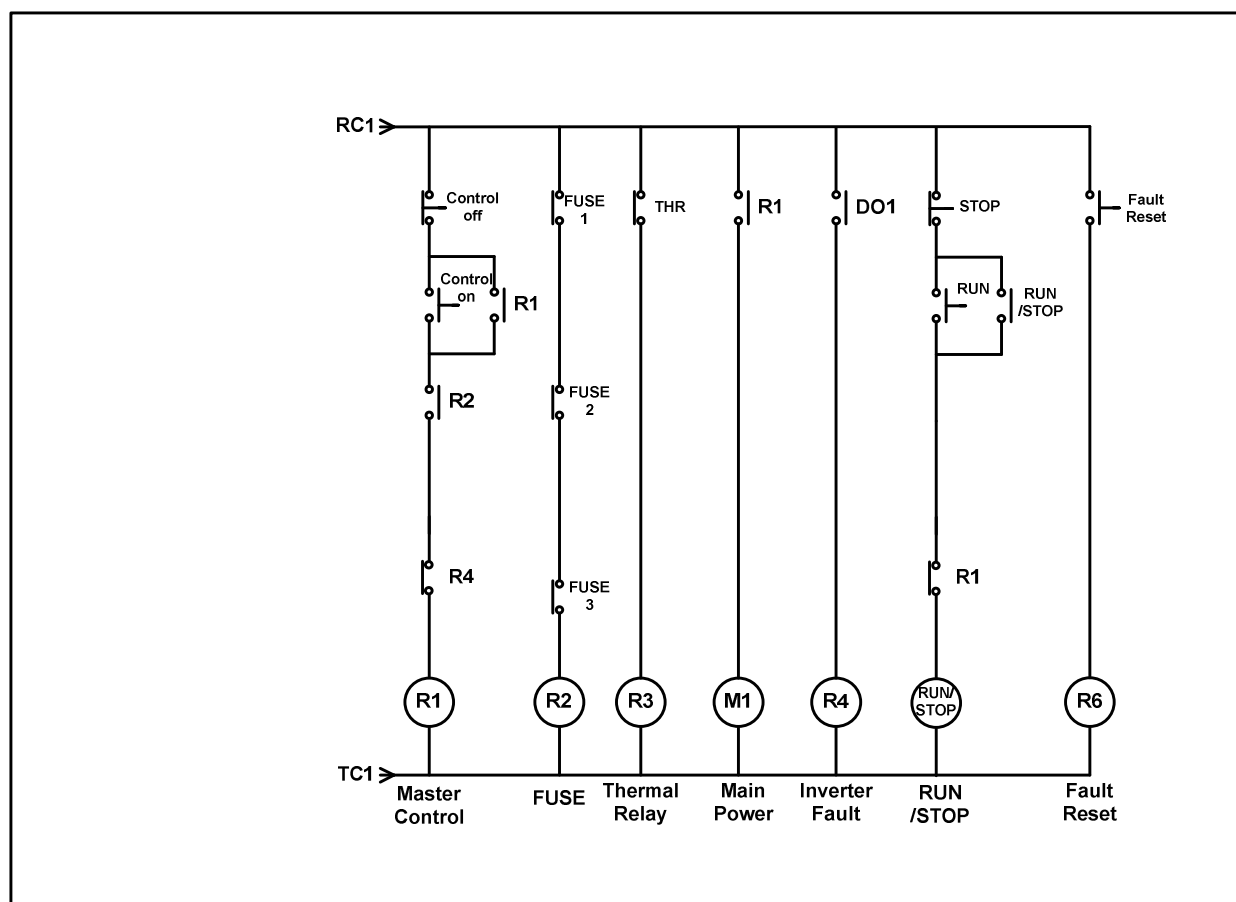 RC1
Control
off
FUSE
1
THR
R1
DO1
STOP
Fault
Reset
Control
on
R1
RUN
RUN
/STOP
R2
FUSE
2
R4
FUSE
3
R1
R1
R2
R3
M1
R4
RUN/
STOP
R6
TC1
Master
Control
FUSE
Thermal
Relay
Main
Power
Inverter
Fault
RUN
/STOP
Fault
Reset